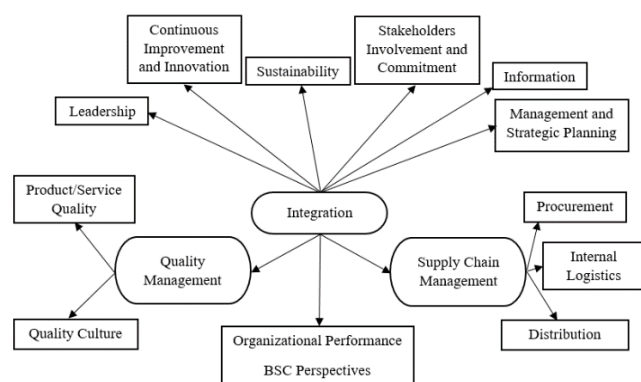 Continuous
Improvement
and Innovation
Sustainability
Stakeholders
Involvement and
Commitment
Information
Leadership
Management and
Strategic Planning
Product/Service
Quality
Integration
Procurement
Quality
Management
Supply Chain
Management
Internal
Logistics
Quality Culture
Organizational Performance
BSC Perspectives
Distribution